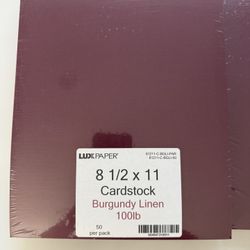 LUXPAPER
8 1/2 x 11
Cardstock
Burgundy Linen
100lb
50
per pack